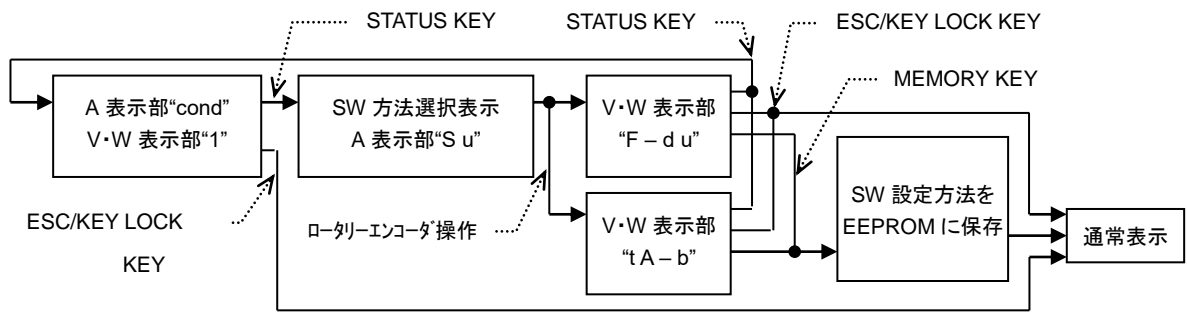 STATUS KEY
STATUS KEY
ESC/KEY LOCK KEY
MEMORY KEY
A 表示部“cond”
V・W 表示部“1”
SW 方法選択表示
A 表示部“S u”
V・W 表示部
“F – d u”
SW 設定方法を
EEPROM に保存
V・W 表示部
“t A – b”
通常表示
ESC/KEY LOCK
KEY
ﾛｰﾀﾘｰｴﾝｺｰﾀﾞ操作